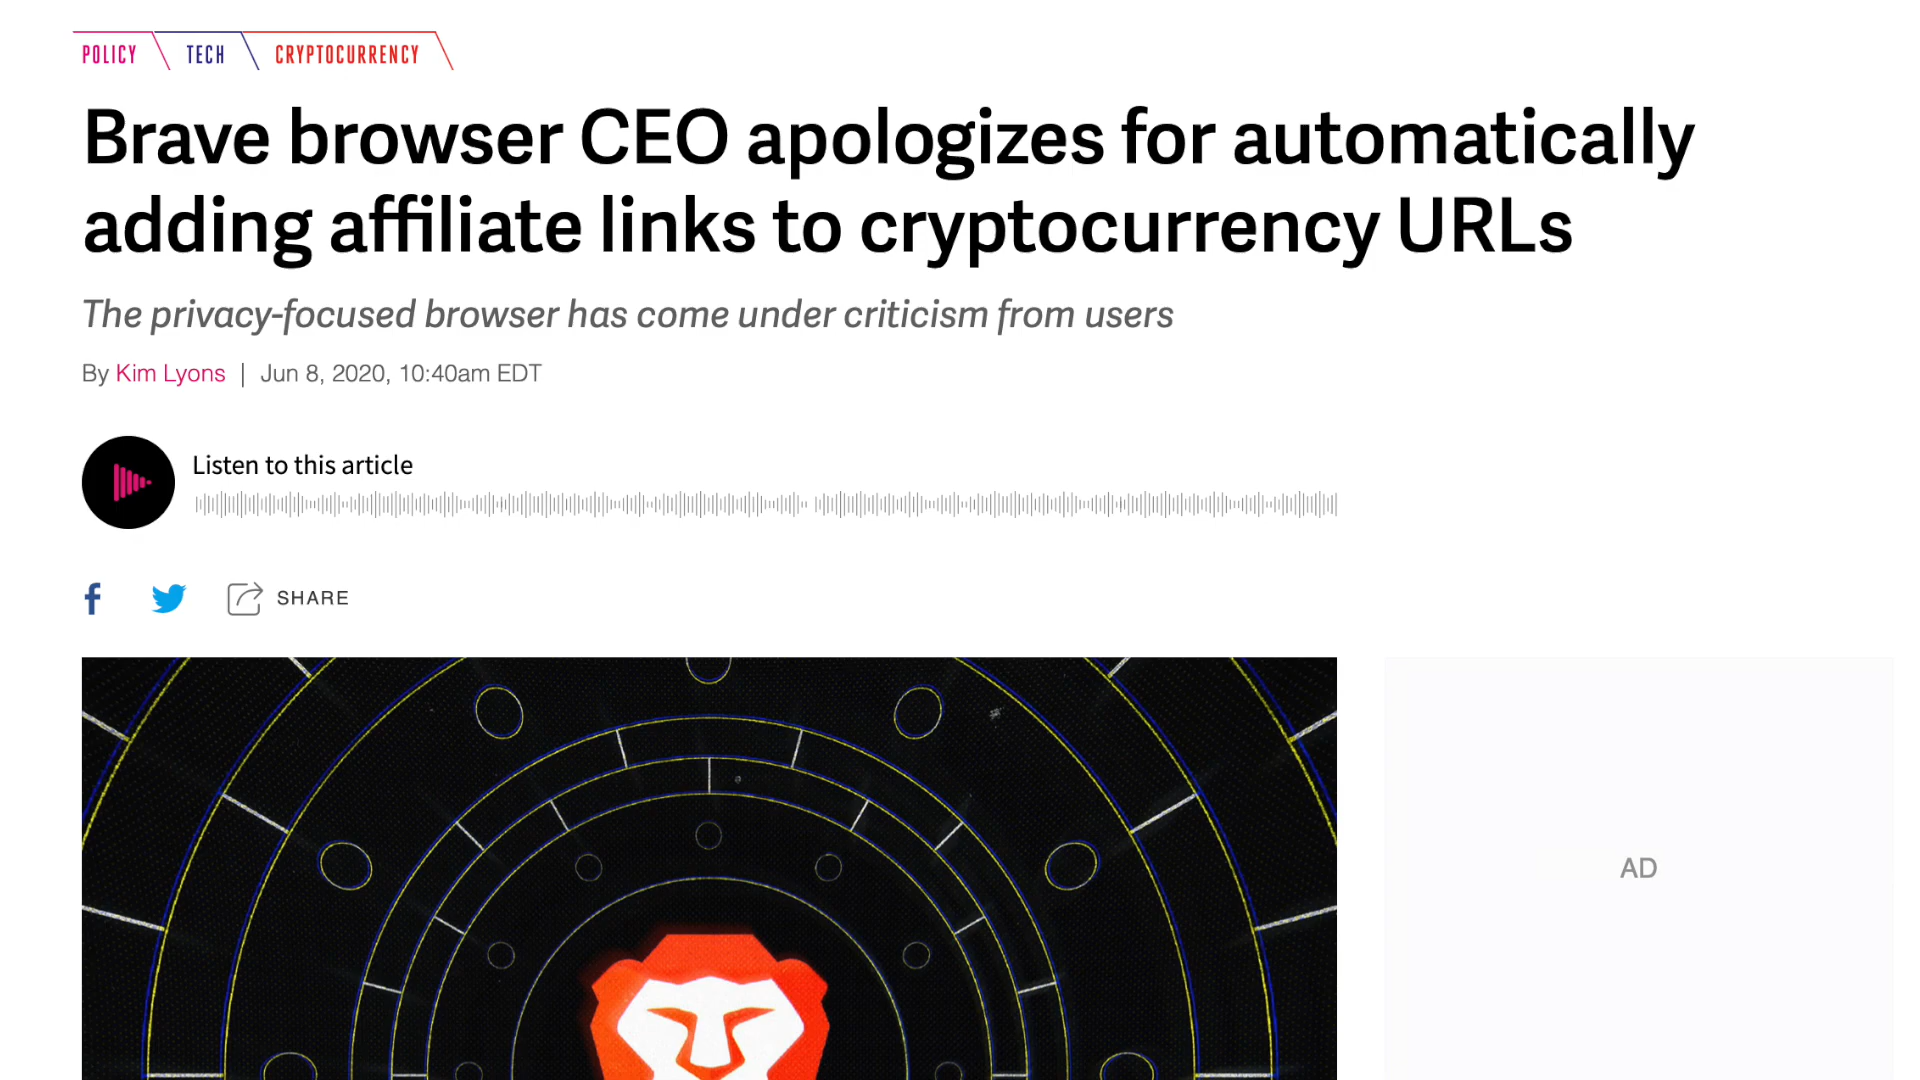 POLICY TECH CRYPTOCURRENCY
Brave browser CEO apologizes for automatically
adding affiliate links to cryptocurrency URLs
The privacy-focused browser has come under criticism from users
By Kim Lyons | Jun 8, 2020, 10:40am EDT
Listen to this article
SHARE
AD